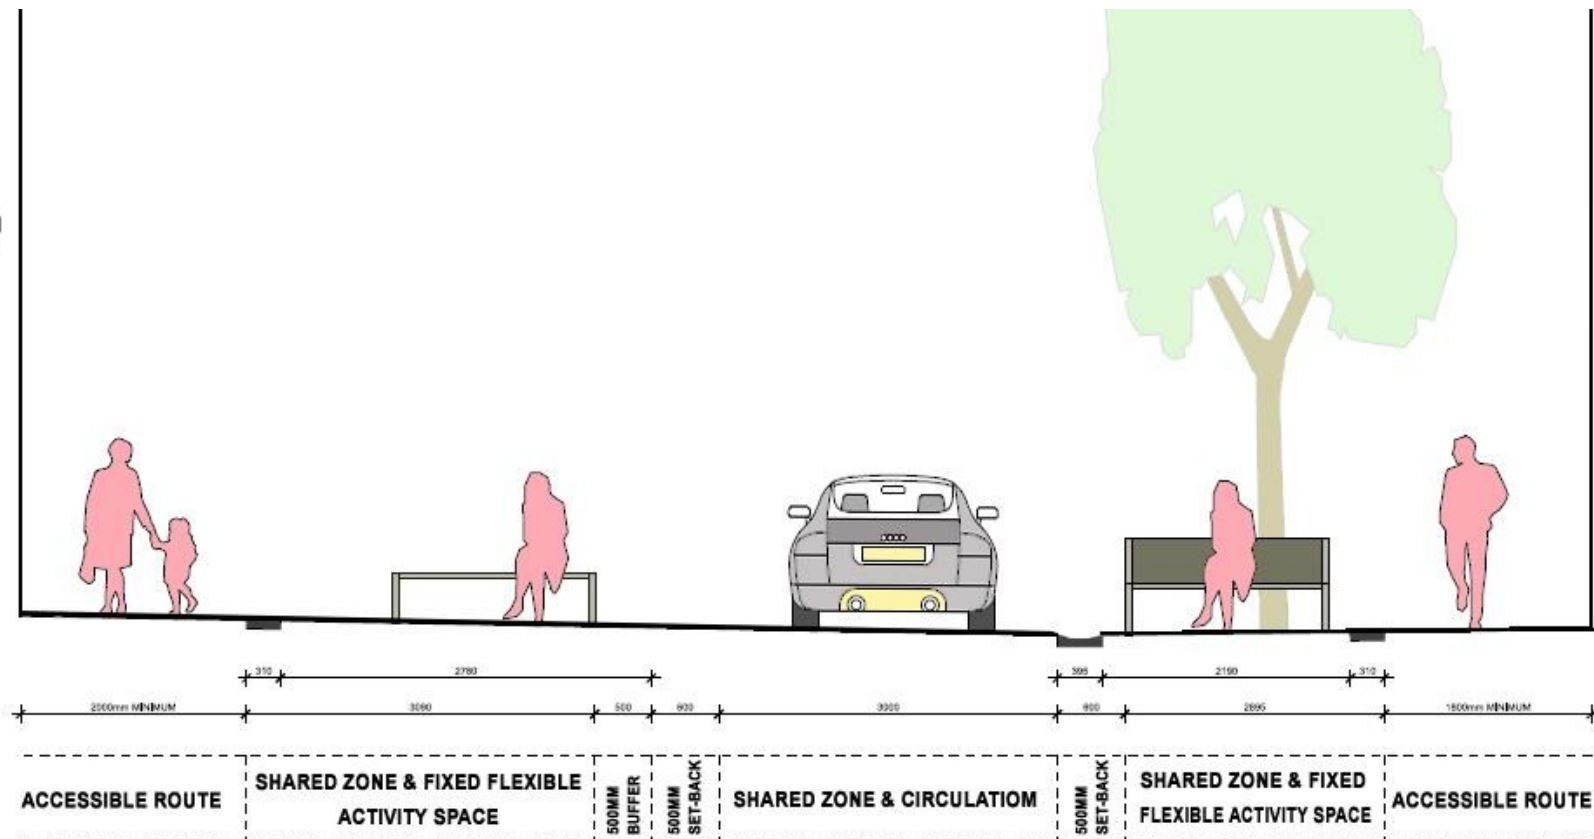 310
2780
395
2190
310
2000mm MINIMUM
3090
500
600
3000
600
2895
1800mm MINIMUM
ACCESSIBLE ROUTE
SHARED ZONE & FIXED FLEXIBLE
ACTIVITY SPACE
500MM
BUFFER
500MM
SET-BACK
SHARED ZONE & CIRCULATIOM
500MM
SET-BACK
SHARED ZONE & FIXED
FLEXIBLE ACTIVITY SPACE
ACCESSIBLE ROUTE